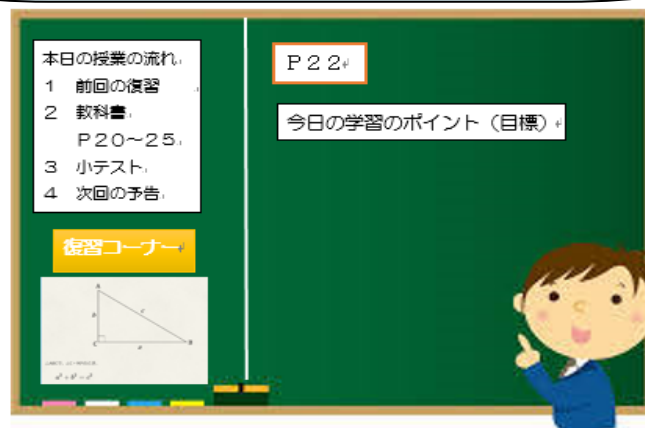 本日の授業の流れ
1 前回の復習
2 教科書
P20~25
3 小テスト
4 次回の予告
復習コーナー
A
b
c
C
a
B
P22
今日の学習のポイント(目標)